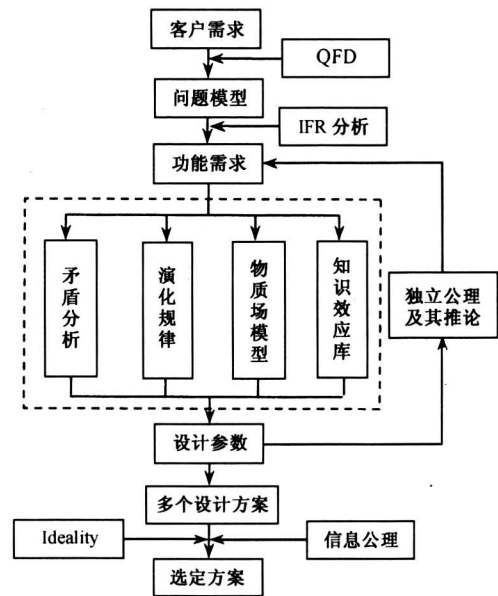 客户需求
QFD
问题模型
IFR 分析
功能需求
矛盾分析
演化规律
物质场模型
知识效应库
独立公理
及其推论
设计参数
多个设计方案
Ideality
信息公理
选定方案